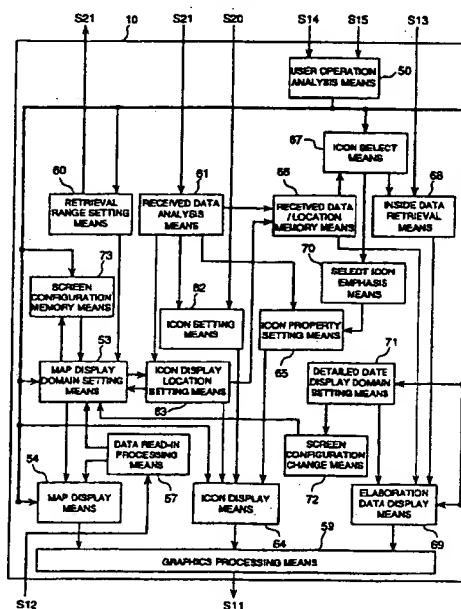 S21
10
S21
S20
S14
S15
S13
USER OPERATION
ANALYSIS MEANS
50
67
ICON SELECT
MEANS
60
RETRIEVAL
RANGE SETTING
MEANS
61
RECEIVED DATA
ANALYSIS
MEANS
66
RECEIVED DATA
/ LOCATION
MEMORY MEANS
68
INSIDE DATA
RETRIEVAL
MEANS
73
SCREEN
CONFIGURATION
MEMORY MEANS
70
SELECT ICON
EMPHASIS
MEANS
62
ICON SETTING
MEANS
53
MAP DISPLAY
DOMAIN SETTING
MEANS
ICON DISPLAY
LOCATION
SETTING MEANS
63
ICON PROPERTY
SETTING MEANS
65
71
DETAILED DATE
DISPLAY DOMAIN
SETTING MEANS
54
DATA READ-IN
PROCESSING
MEANS
57
SCREEN
CONFIGURATION
CHANGE MEANS
72
MAP DISPLAY
MEANS
ICON DISPLAY
MEANS
64
ELABORATION
DATA DISPLAY
MEANS
69
59
GRAPHICS PROCESSING MEANS
S12
S11